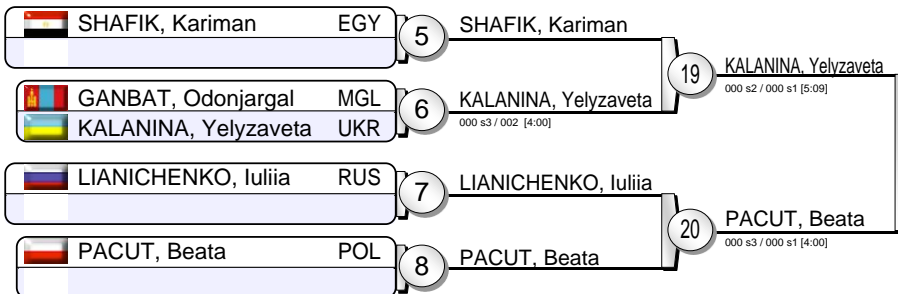 SHAFIK, Kariman EGY
5
SHAFIK, Kariman
19
KALANINA, Yelyzaveta
000 s2 / 000 s1 [5:09]
GANBAT, Odonjargal MGL
KALANINA, Yelyzaveta UKR
6
KALANINA, Yelyzaveta
000 s3 / 002 [4:00]
LIANICHENKO, Iuliia RUS
7
LIANICHENKO, Iuliia
20
PACUT, Beata
000 s3 / 000 s1 [4:00]
PACUT, Beata POL
8
PACUT, Beata